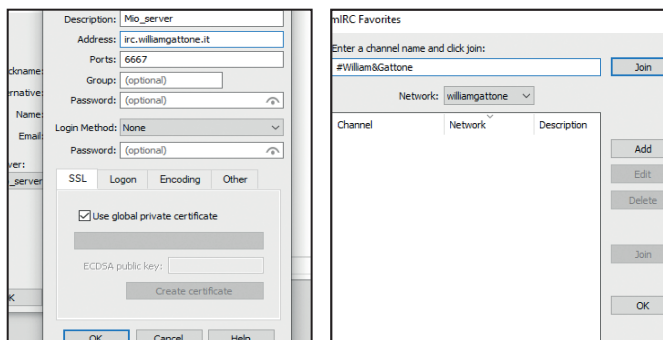 Description: Mio_server
Address: irc.williamgattone.it
Ports: 6667
Group: (optional)
Password: (optional)
Login Method: None
Password: (optional)
SSL Logon Encoding Other
Use global private certificate
ECDSA public key:
Create certificate
OK Cancel Help
ckname:
ernative:
Name:
Email:
ver:
_server
K
mIRC Favorites
Enter a channel name and click join:
#William&Gattone
Join
Network: williamgattone
Channel Network Description
Add
Edit
Delete
Join
OK